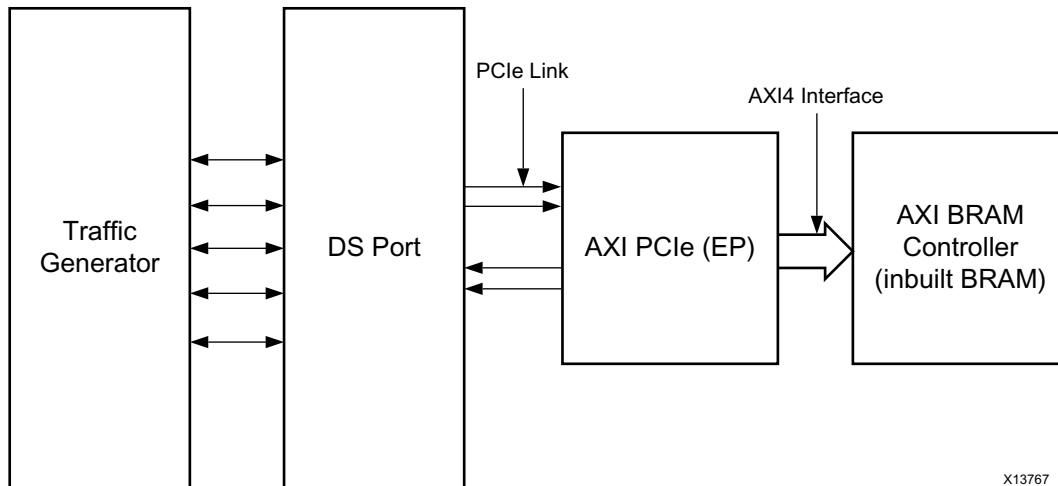 PCIe Link
AXI4 Interface
Traffic
Generator
DS Port
AXI PCIe (EP)
AXI BRAM
Controller
(inbuilt BRAM)
X13767